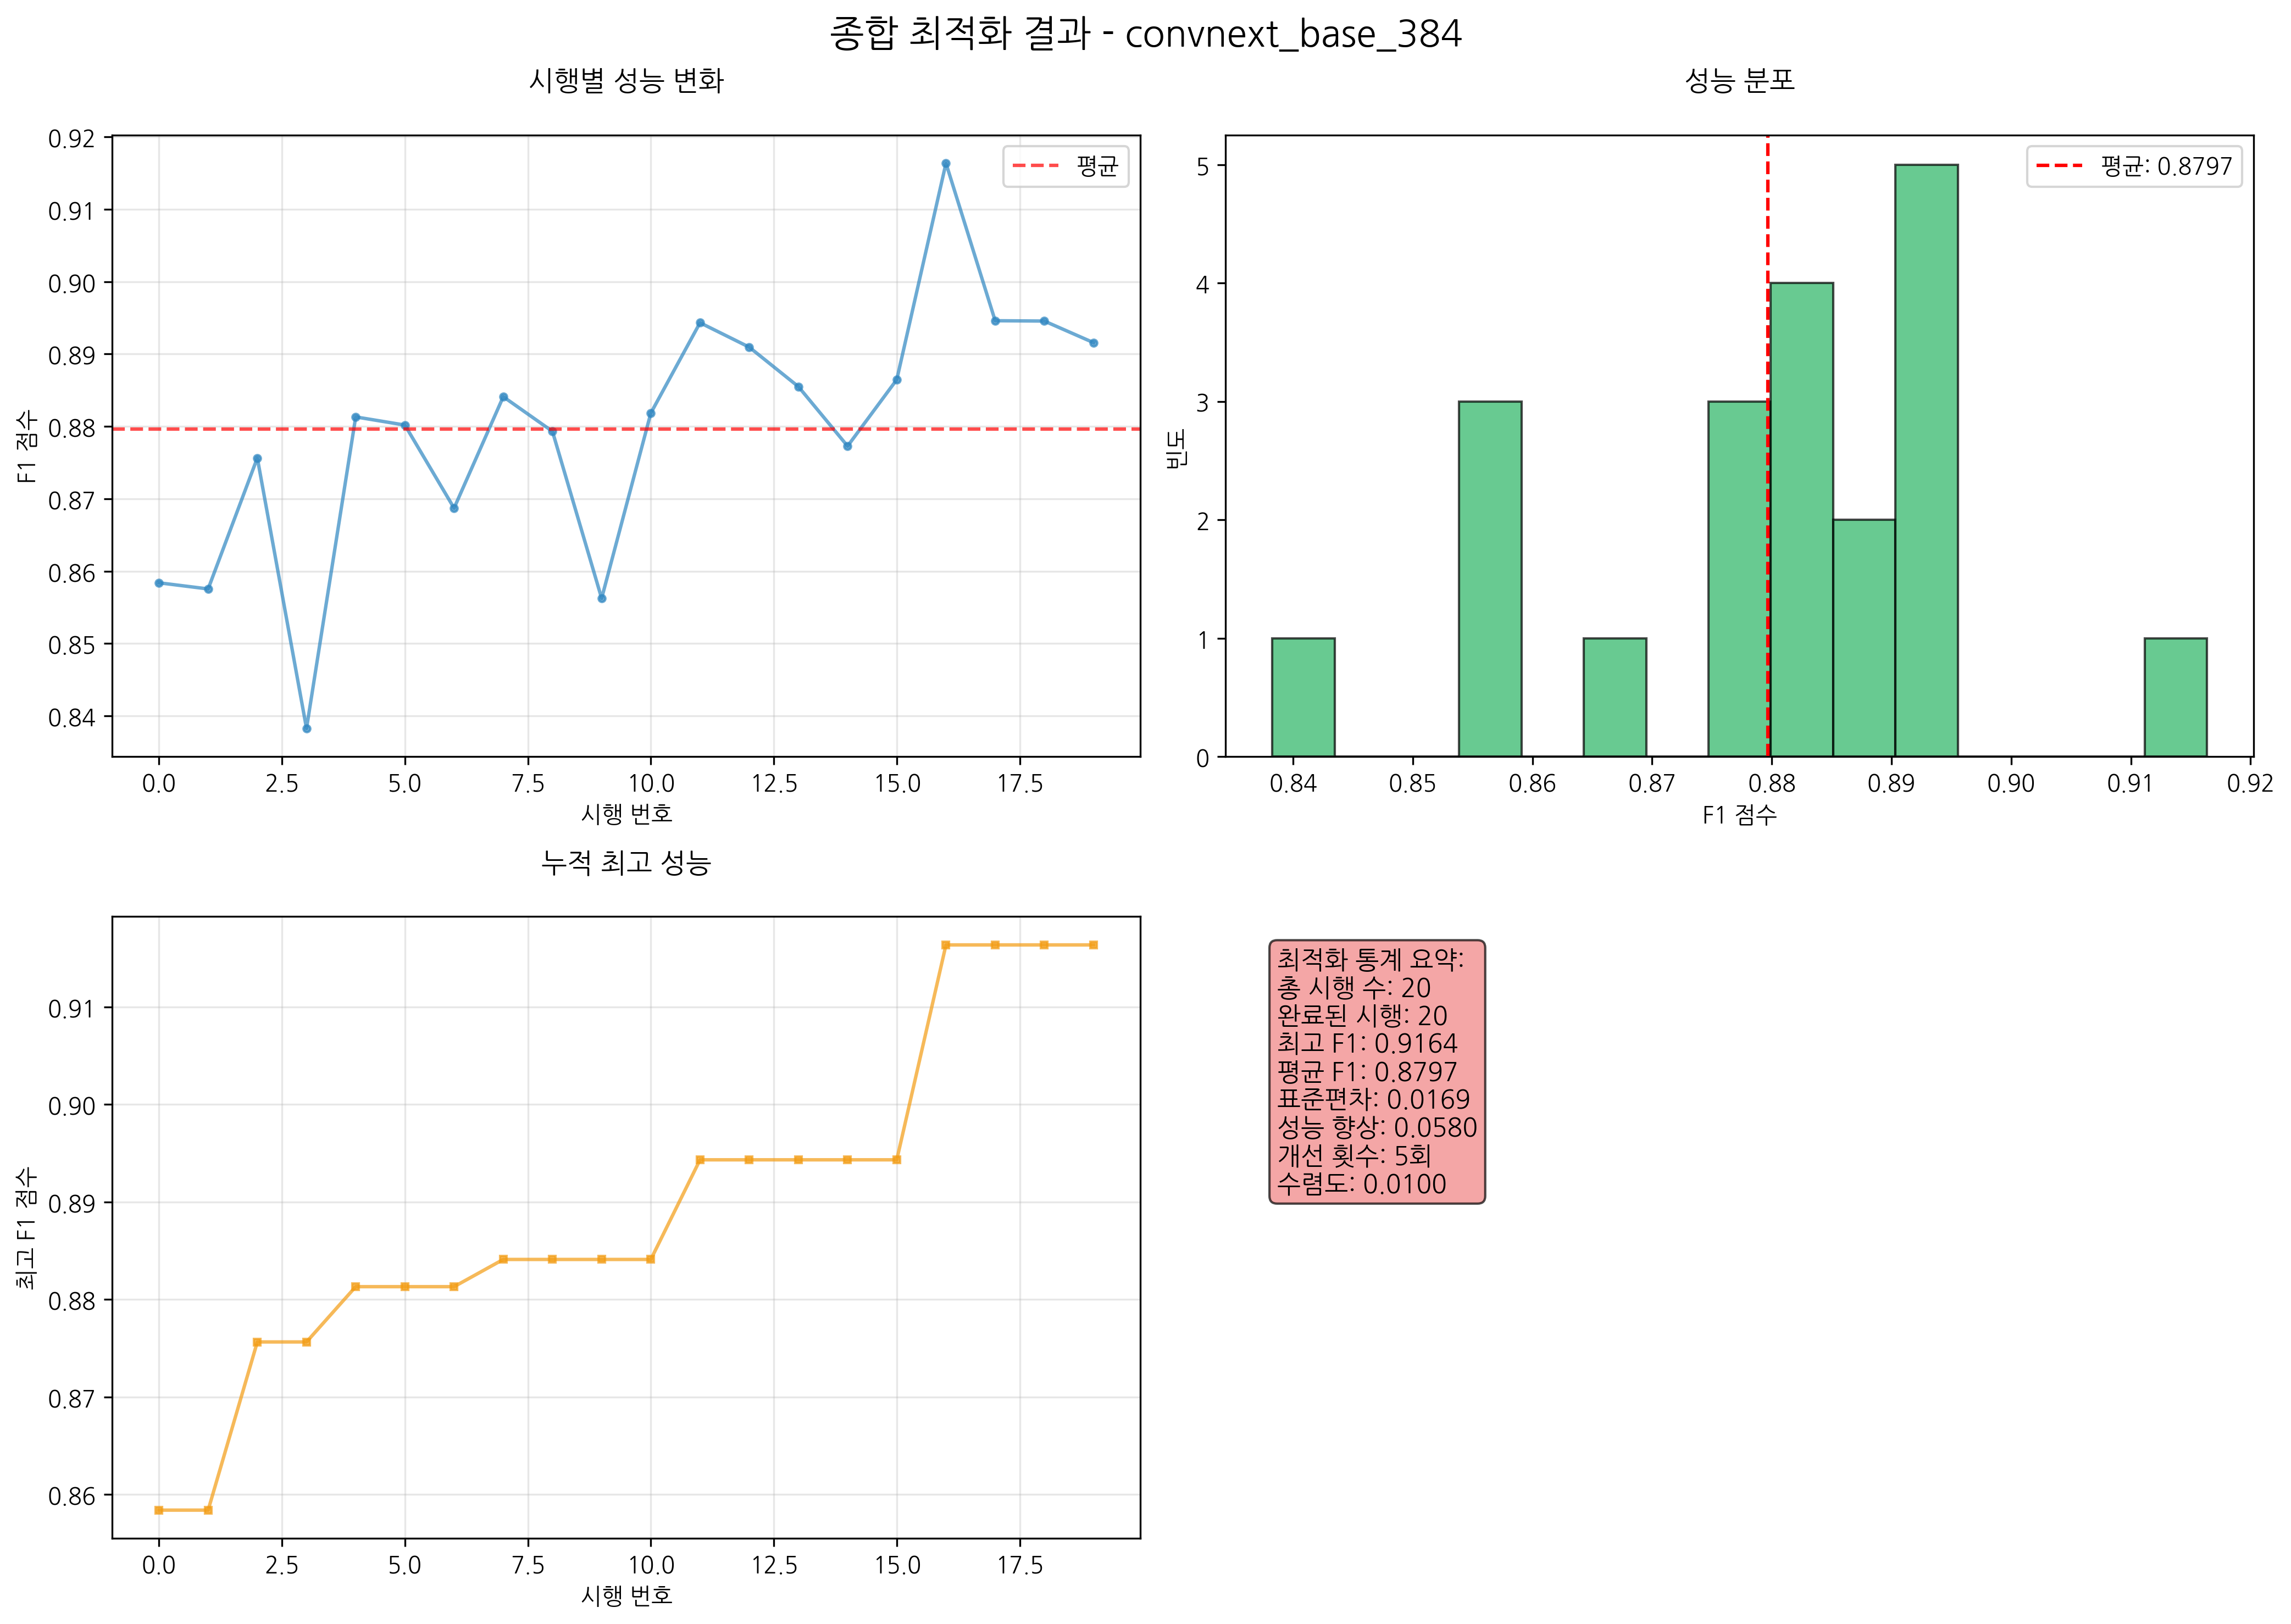 종합 최적화 결과 - convnext_base_384
시행별 성능 변화
0.92
0.91
0.90
0.89
0.88
0.87
0.86
0.85
0.84
F1 점수
평균
0.0 2.5 5.0 7.5 10.0 12.5 15.0 17.5
시행 번호
성능 분포
5
4
3
2
1
0
빈도
평균: 0.8797
0.84 0.85 0.86 0.87 0.88 0.89 0.90 0.91 0.92
F1 점수
누적 최고 성능
0.91
0.90
0.89
0.88
0.87
0.86
최고 F1 점수
0.0 2.5 5.0 7.5 10.0 12.5 15.0 17.5
시행 번호
최적화 통계 요약:
총 시행 수: 20
완료된 시행: 20
최고 F1: 0.9164
평균 F1: 0.8797
표준편차: 0.0169
성능 향상: 0.0580
개선 횟수: 5회
수렴도: 0.0100